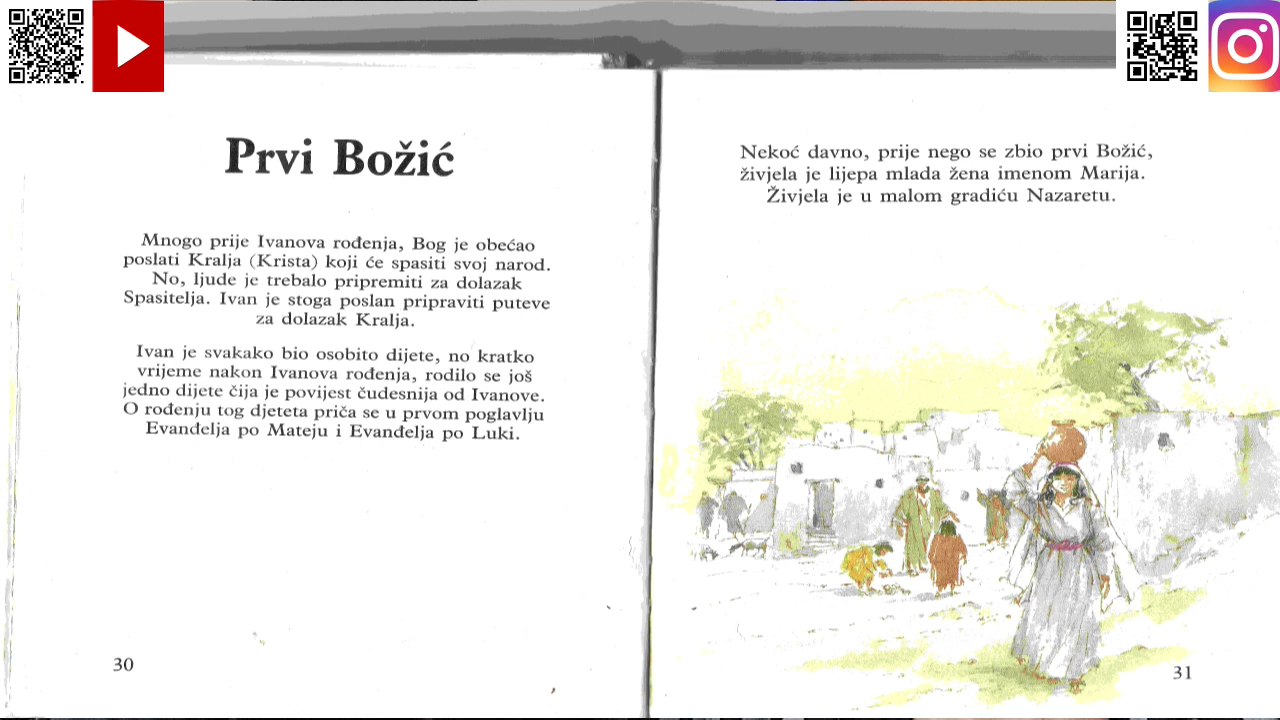 Prvi Božić
Mnogo prije Ivanova rođenja, Bog je obećao
poslati Kralja (Krista) koji će spasiti svoj narod.
No, ljude je trebalo pripremiti za dolazak
Spasitelja. Ivan je stoga poslan pripraviti puteve
za dolazak Kralja.
Ivan je svakako bio osobito dijete, no kratko
vrijeme nakon Ivanova rođenja, rodilo se još
jedno dijete čija je povijest čudesnija od Ivanove.
O rođenju tog djeteta priča se u prvom poglavlju
Evanđelja po Mateju i Evanđelja po Luki.
30
Nekoć davno, prije nego se zbio prvi Božić,
živjela je lijepa mlada žena imenom Marija.
Živjela je u malom gradiću Nazaretu.
31